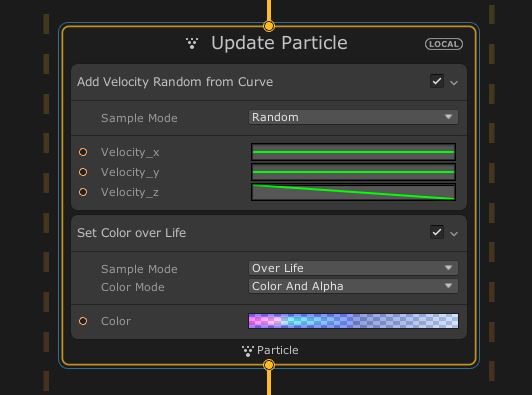 Update Particle
LOCAL
Add Velocity Random from Curve
Sample Mode Random
Velocity_x
Velocity_y
Velocity_z
Set Color over Life
Sample Mode Over Life
Color Mode Color And Alpha
Color
Particle